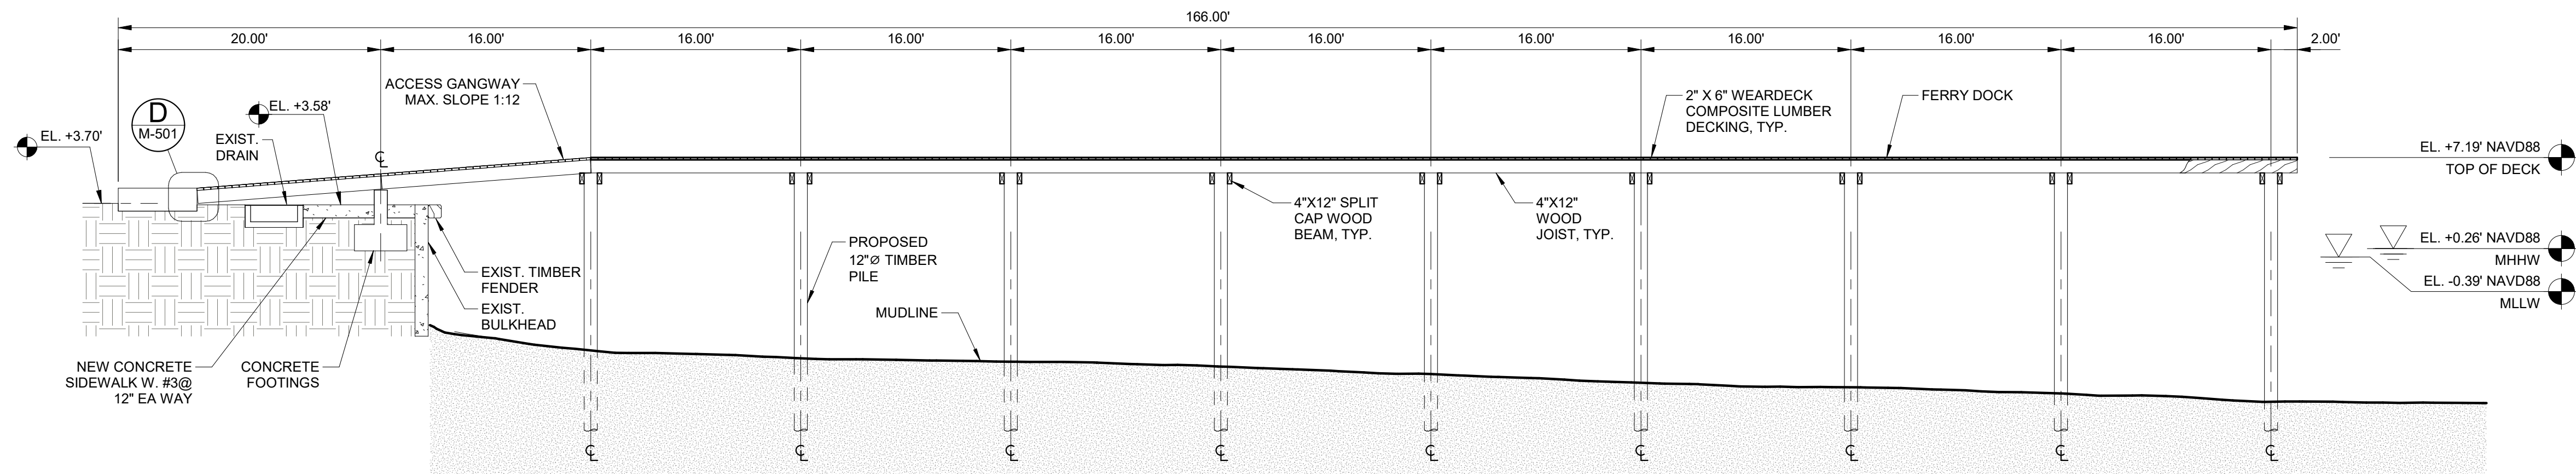 166.00'
20.00'
16.00'
16.00'
16.00'
16.00'
16.00'
16.00'
16.00'
16.00'
16.00'
2.00'
ACCESS GANGWAY
MAX. SLOPE 1:12
D
M-501
EL. +3.58'
EL. +3.70'
EXIST.
DRAIN
℄
2" X 6" WEARDECK
COMPOSITE LUMBER
DECKING, TYP.
FERRY DOCK
EL. +7.19' NAVD88
TOP OF DECK
4"X12" SPLIT
CAP WOOD
BEAM, TYP.
4"X12"
WOOD
JOIST, TYP.
PROPOSED
12"Ø TIMBER
PILE
EL. +0.26' NAVD88
MHHW
EL. -0.39' NAVD88
MLLW
EXIST. TIMBER
FENDER
EXIST.
BULKHEAD
MUDLINE
NEW CONCRETE
SIDEWALK W. #3@
12" EA WAY
CONCRETE
FOOTINGS
℄
℄
℄
℄
℄
℄
℄
℄
℄